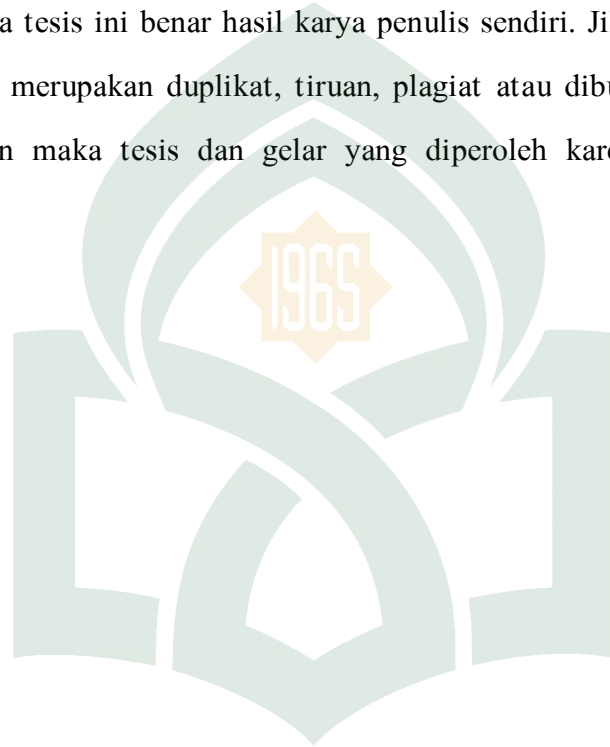 a tesis ini benar hasil karya penulis sendiri. Ji
merupakan duplikat, tiruan, plagiat atau dibu
n maka tesis dan gelar yang diperoleh kar
1965